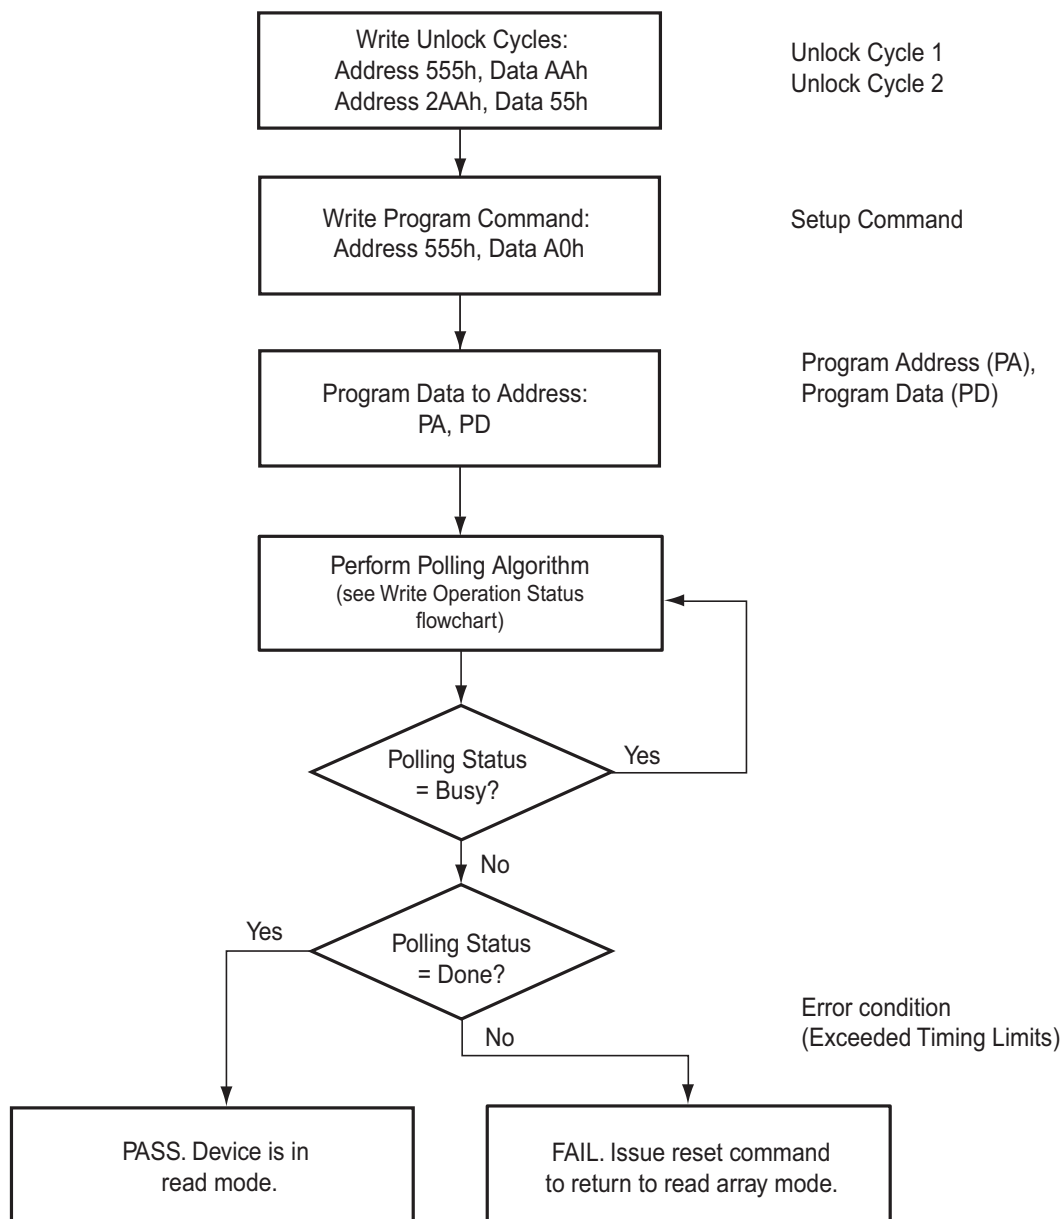 Write Unlock Cycles:
Address 555h, Data AAh
Address 2AAh, Data 55h
Unlock Cycle 1
Unlock Cycle 2
Write Program Command:
Address 555h, Data A0h
Setup Command
Program Data to Address:
PA, PD
Program Address (PA),
Program Data (PD)
Perform Polling Algorithm
(see Write Operation Status
flowchart)
Polling Status
= Busy?
Yes
No
Polling Status
= Done?
Yes
No
Error condition
(Exceeded Timing Limits)
PASS. Device is in
read mode.
FAIL. Issue reset command
to return to read array mode.